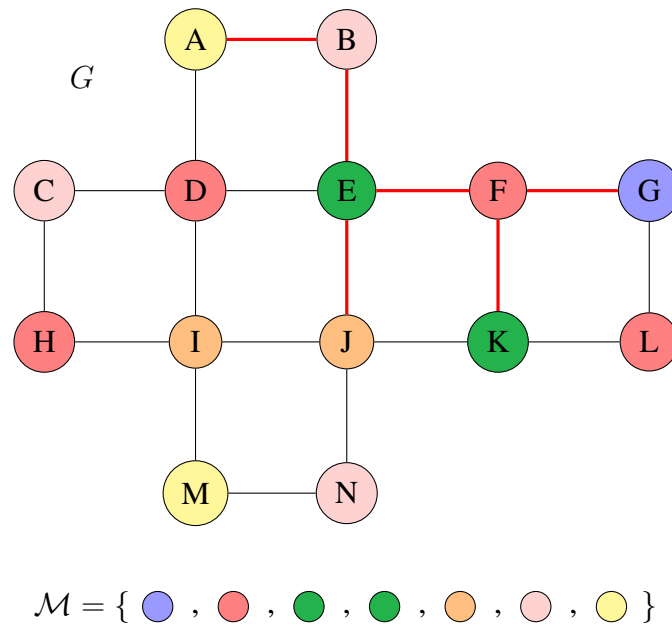 A B
G
C D E F G
H I J K L
M N
M = { , , , , , , }